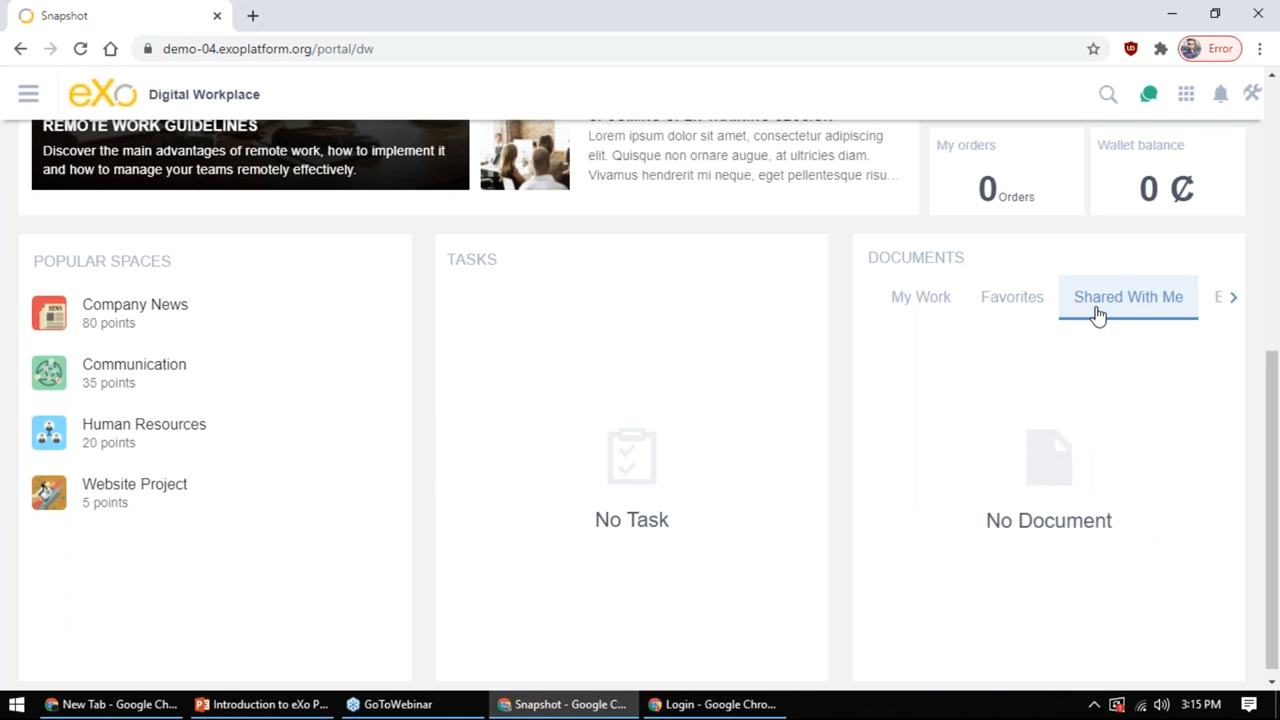 Snapshot
demo-04.exoplatform.org/portal/dw
Error
eXo Digital Workplace
REMOTE WORK GUIDELINES
Discover the main advantages of remote work, how to implement it
and how to manage your teams remotely effectively.
Lorem ipsum dolor sit amet, consectetur adipiscing
elit. Quisque non ornare augue, at ultricies diam.
Vivamus hendrerit mi neque, eget pellentesque risu...
My orders
0 Orders
Wallet balance
0 ₡
POPULAR SPACES
Company News
80 points
Communication
35 points
Human Resources
20 points
Website Project
5 points
TASKS
No Task
DOCUMENTS
My Work Favorites Shared With Me E
No Document
New Tab - Google Ch...
Introduction to eXo P...
GoToWebinar
Snapshot - Google C...
Login - Google Chro...
3:15 PM